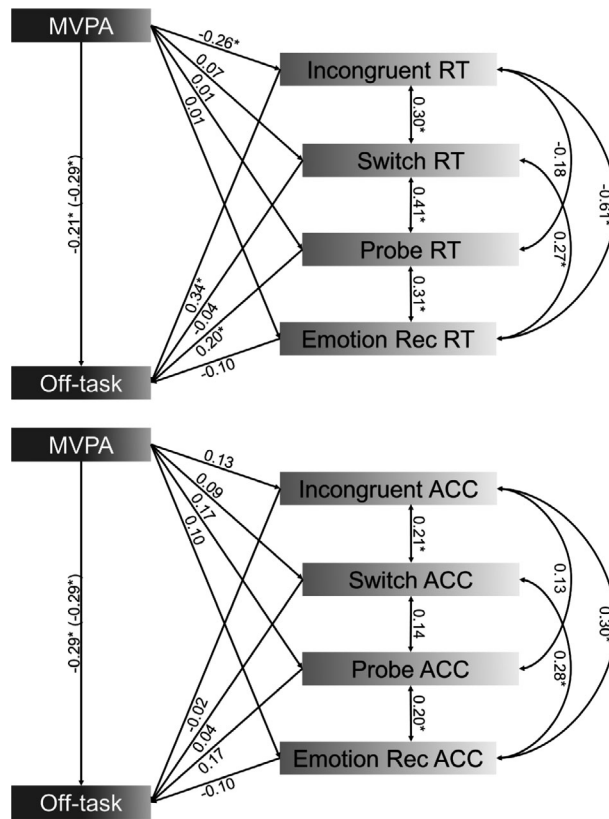 MVPA
-0.26*
0.07
0.01
0.01
Incongruent RT
0.30*
-0.18
-0.61*
Switch RT
-0.21* (-0.29*)
0.41*
0.27*
Probe RT
0.34*
-0.04
0.20*
0.31*
Emotion Rec RT
-0.10
Off-task
MVPA
0.13
0.09
0.17
0.10
Incongruent ACC
0.21*
0.13
0.30*
Switch ACC
-0.29* (-0.29*)
0.14
0.28*
Probe ACC
-0.02
0.04
0.17
0.20*
Emotion Rec ACC
-0.10
Off-task